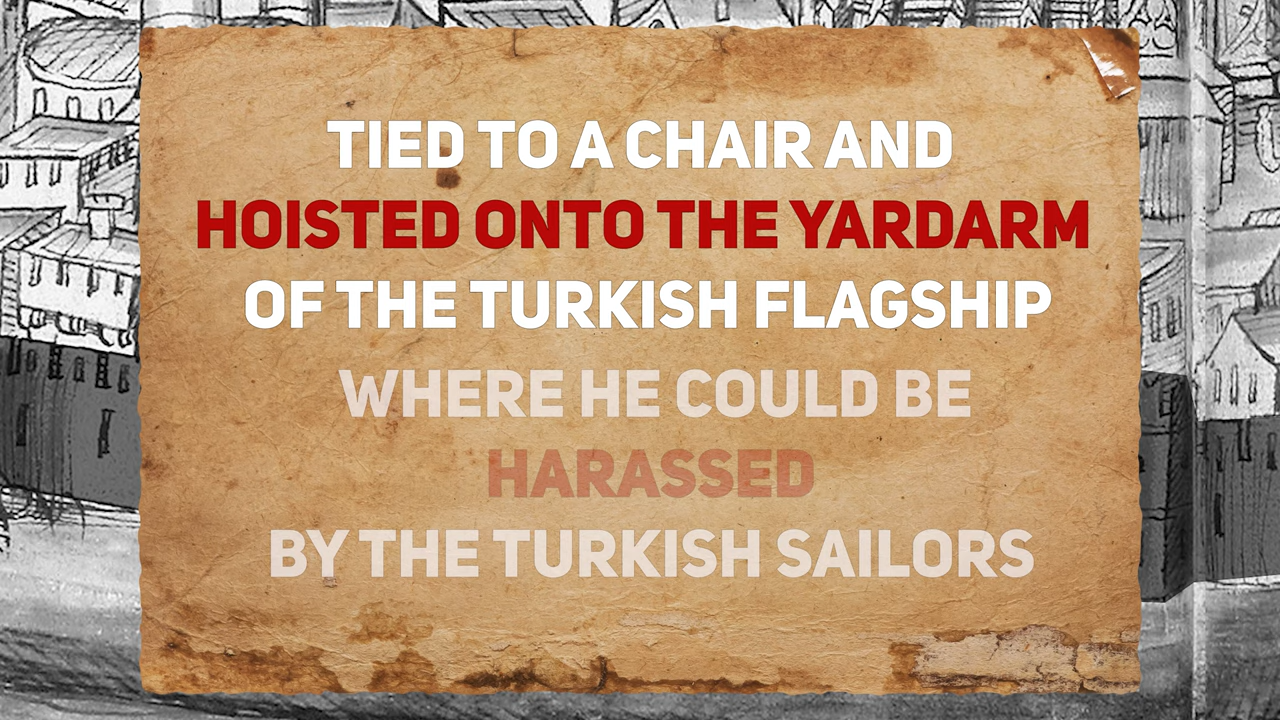 TIED TO A CHAIR AND
HOISTED ONTO THE YARDARM
OF THE TURKISH FLAGSHIP
WHERE HE COULD BE
HARASSED
BY THE TURKISH SAILORS